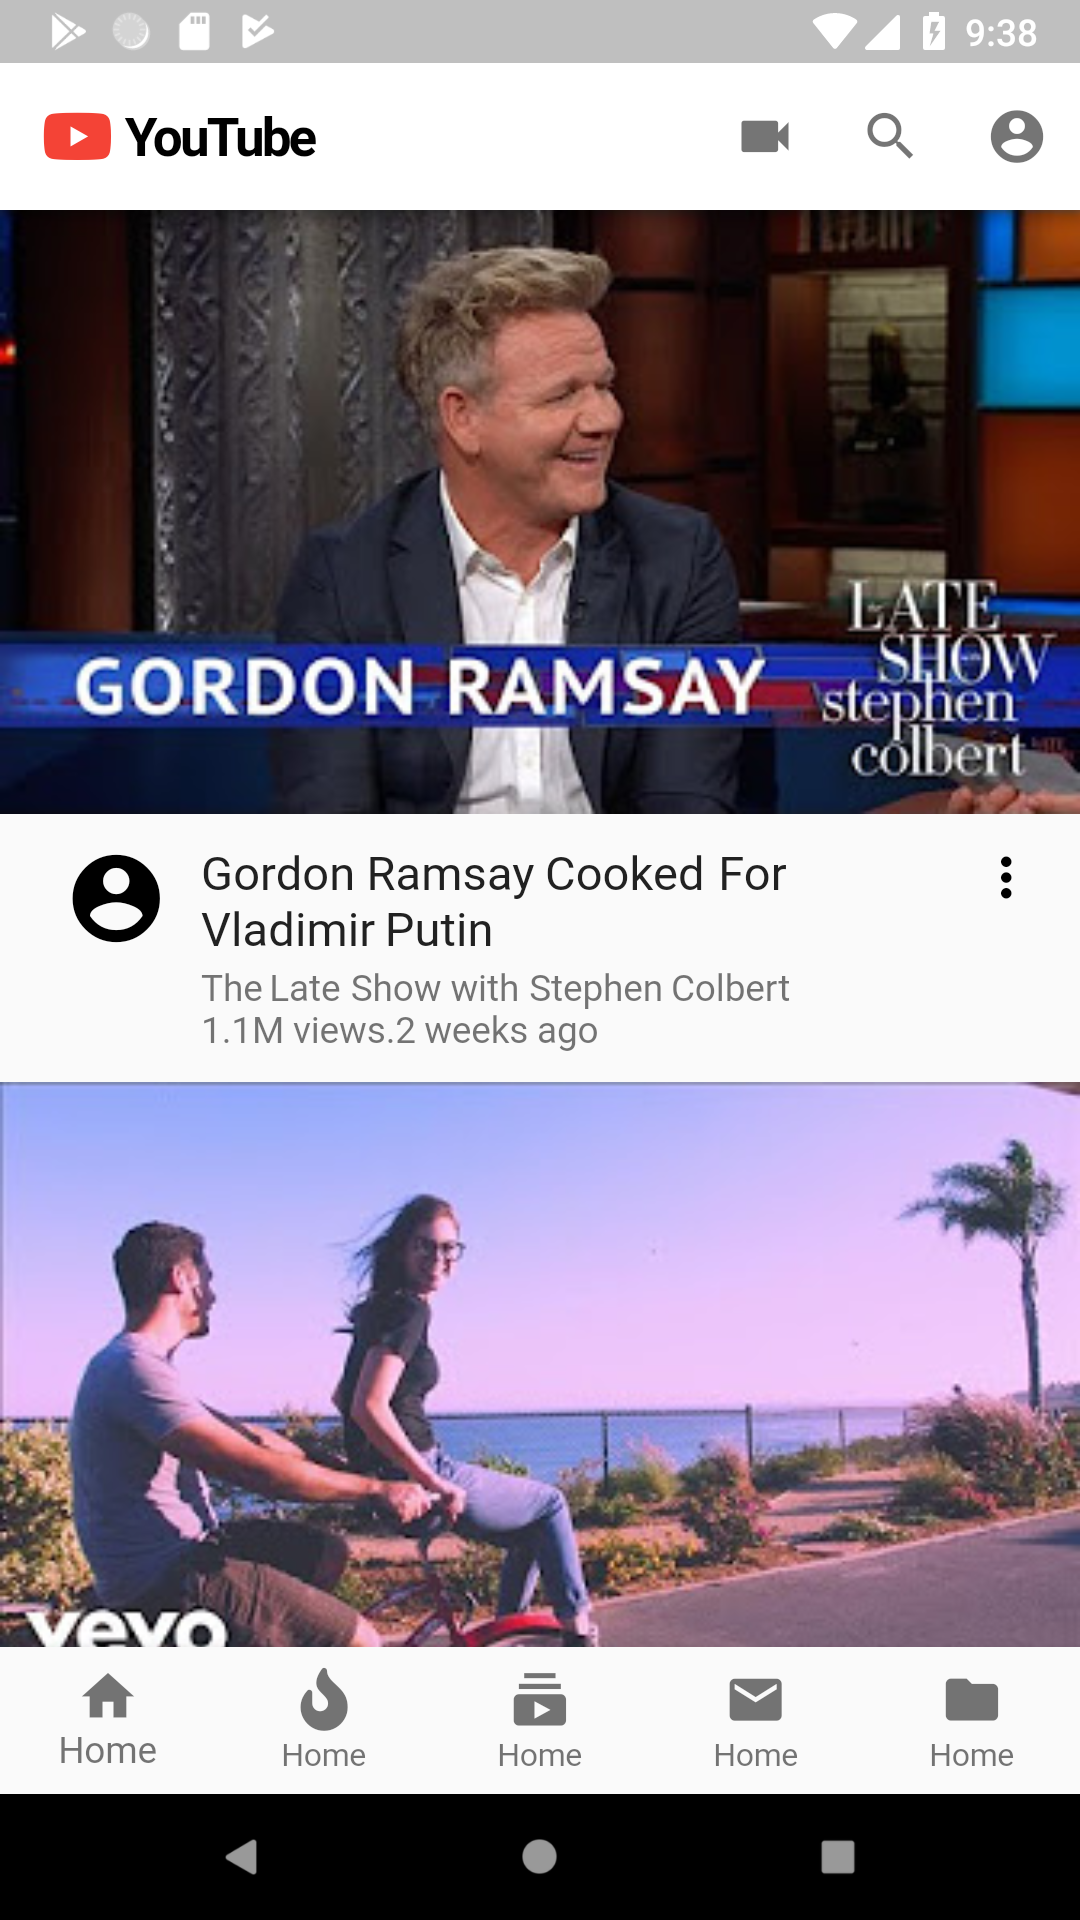 9:38
YouTube
LATE
SHOW
GORDON RAMSAY
stephen
colbert
Gordon Ramsay Cooked For
Vladimir Putin
The Late Show with Stephen Colbert
1.1M views.2 weeks ago
vevo
Home
Home
Home
Home
Home